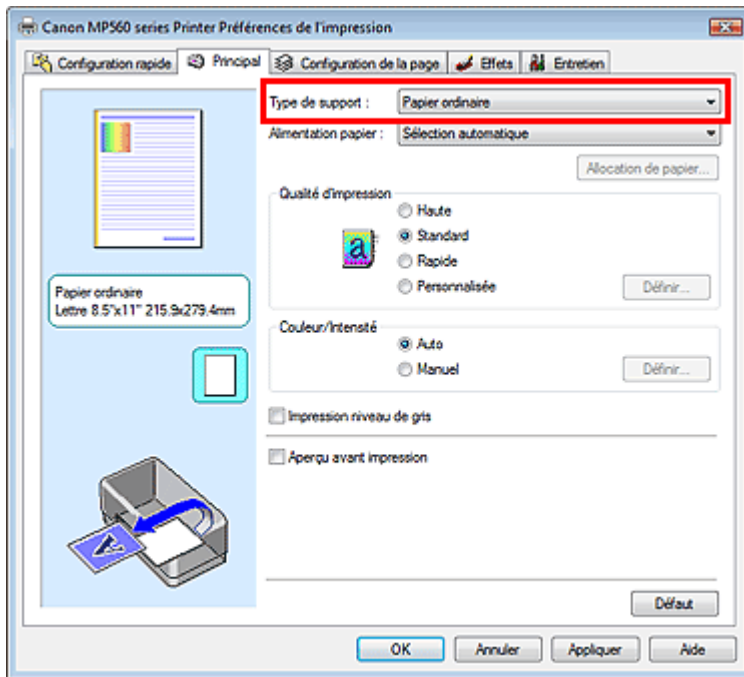 Canon MP560 series Printer Préférences de l'impression
Configuration rapide Principal Configuration de la page Effets Entretien
Type de support : Papier ordinaire
Alimentation papier : Sélection automatique
Allocation de papier...
Qualité d'impression
Haute
a Standard
Rapide
Personnalisée Définir...
Papier ordinaire
Lettre 8.5"x11" 215.9x279.4mm
Couleur/Intensité
Auto
Manuel Définir...
Impression niveau de gris
Aperçu avant impression
A
Défaut
OK Annuler Appliquer Aide